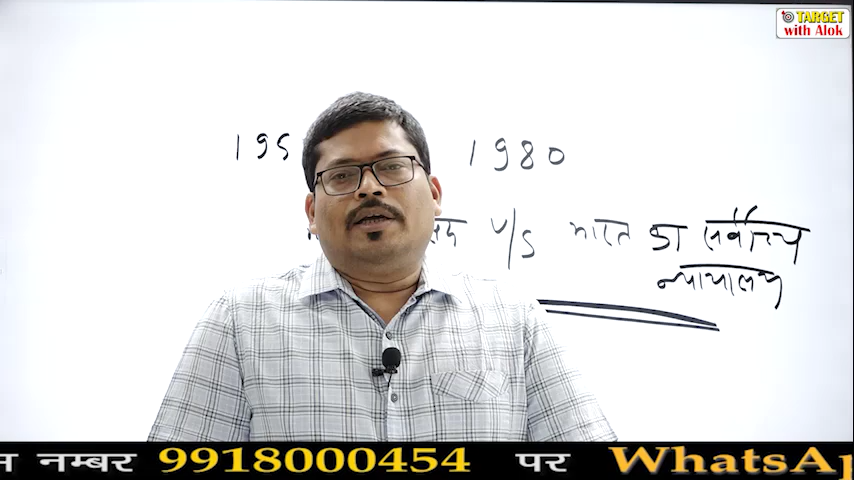 TARGET
with Alok
195 1980
v/s भारत का सर्वोच्च
न्यायालय
नम्बर 9918000454 पर WhatsAp